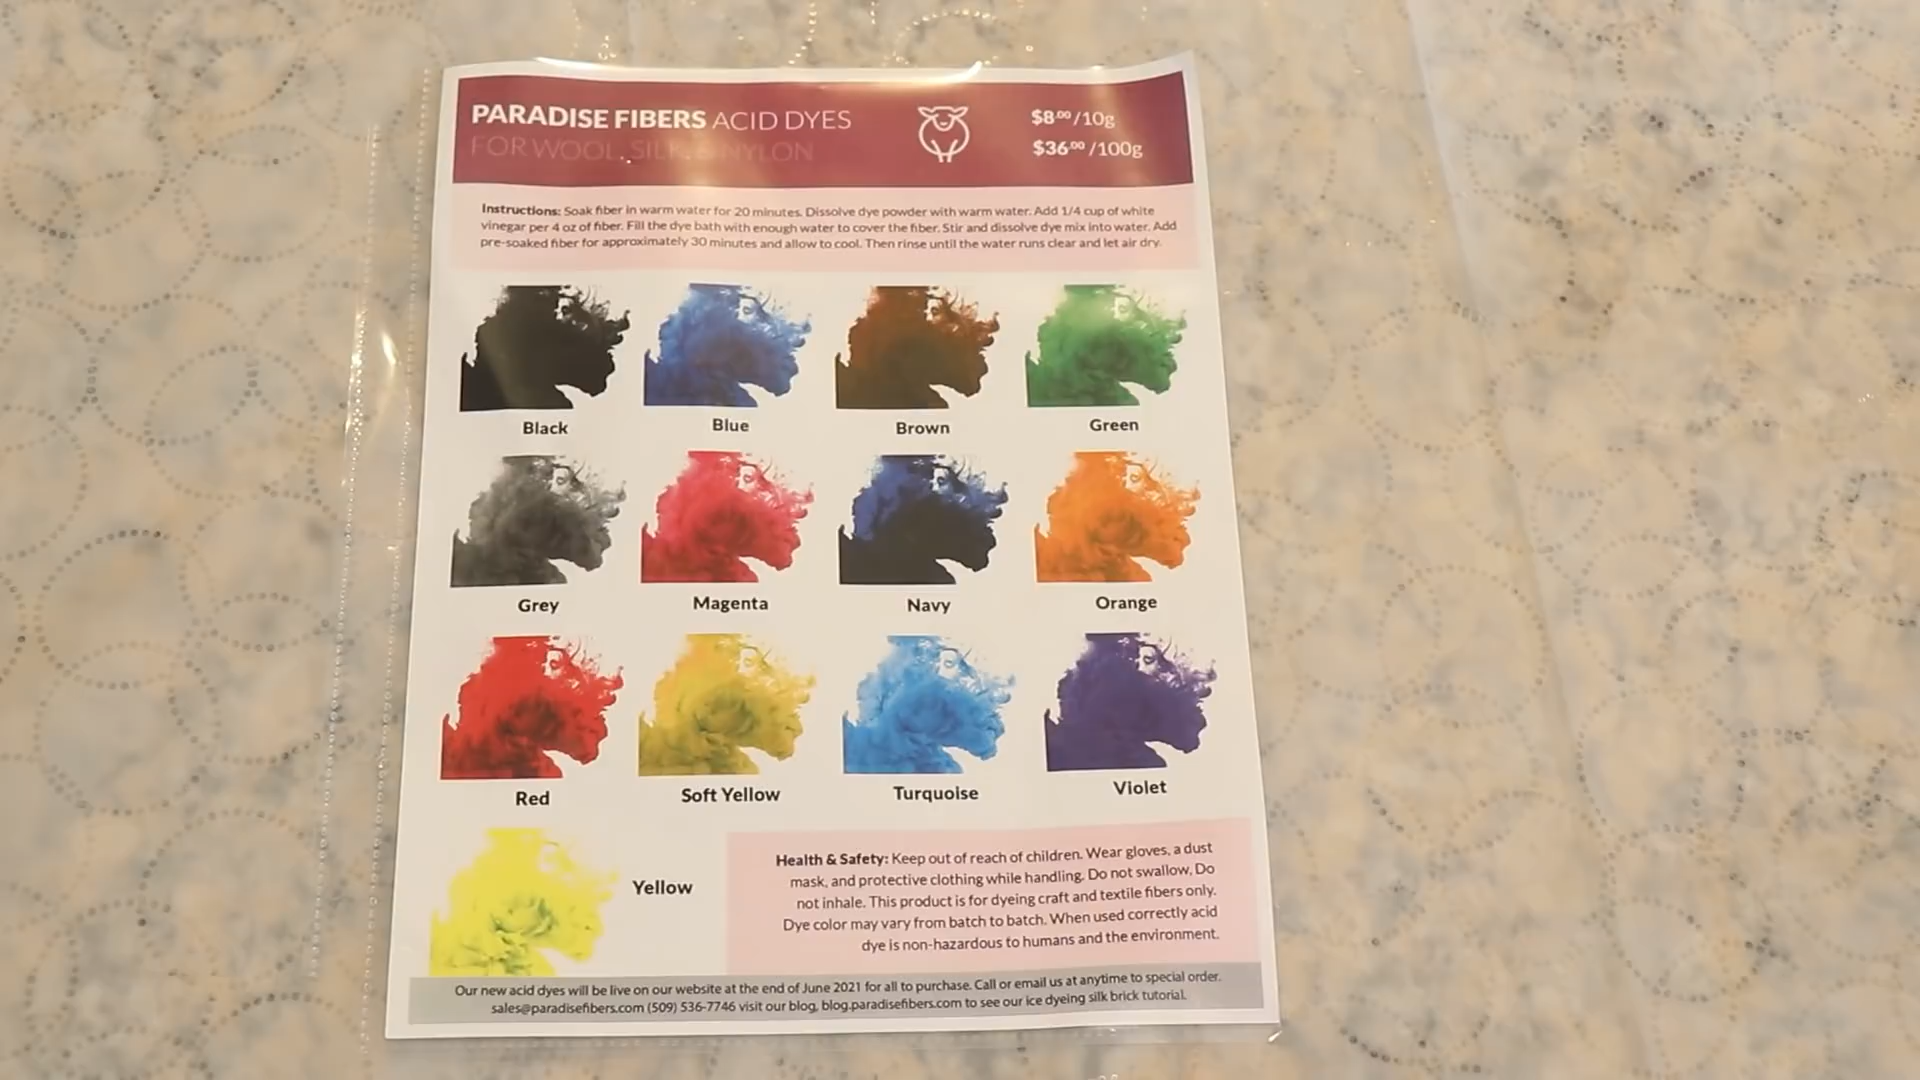 PARADISE FIBERS ACID DYES
FOR WOOL, SILK & NYLON
$8.00/10g
$36.00/100g
Instructions: Soak fiber in warm water for 20 minutes. Dissolve dye powder with warm water. Add 1/4 cup of white
vinegar per 4 oz of fiber. Fill the dye bath with enough water to cover the fiber. Stir and dissolve dye mix into water. Add
pre-soaked fiber for approximately 30 minutes and allow to cool. Then rinse until the water runs clear and let air dry.
Black
Blue
Brown
Green
Grey
Magenta
Navy
Orange
Red
Soft Yellow
Turquoise
Violet
Yellow
Health & Safety: Keep out of reach of children. Wear gloves, a dust
mask, and protective clothing while handling. Do not swallow, Do
not inhale. This product is for dyeing craft and textile fibers only.
Dye color may vary from batch to batch. When used correctly acid
dye is non-hazardous to humans and the environment.
Our new acid dyes will be live on our website at the end of June 2021 for all to purchase. Call or email us at anytime to special order.
sales@paradisefibers.com (509) 536-7746 visit our blog, blog.paradisefibers.com to see our ice dyeing silk brick tutorial.